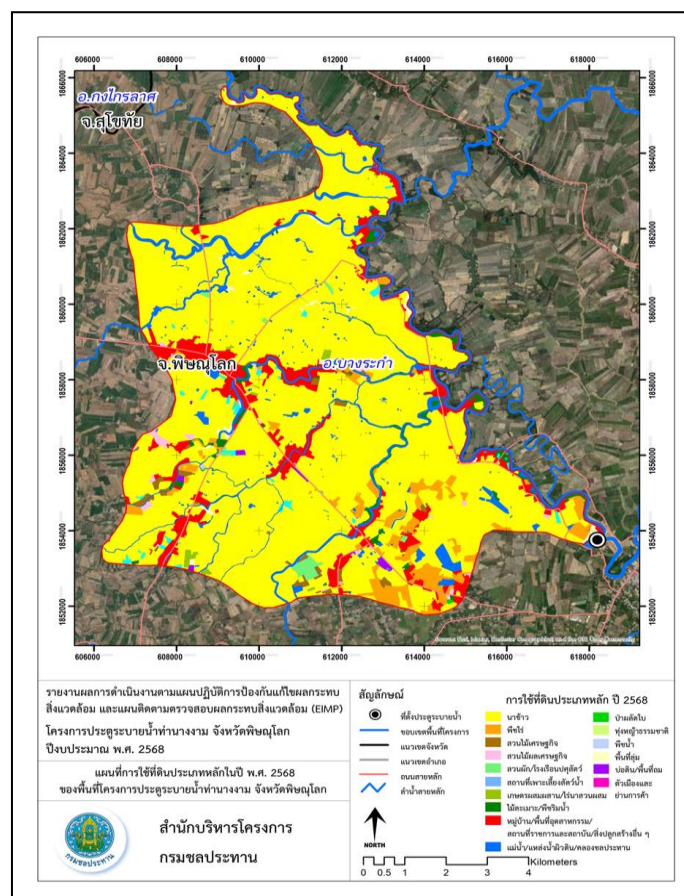 606000 608000 610000 612000 614000 616000 618000
1866000 1866000
อ.กงไกรลาศ
จ.สุโขทัย
1864000 1864000
1862000 1862000
1860000 1860000
จ.พิษณุโลก อ.บางระกำ
1858000 1858000
1856000 1856000
1854000 1854000
1852000 1852000
606000 608000 610000 612000 614000 616000 618000
รายงานผลการดำเนินงานตามแผนปฏิบัติการป้องกันแก้ไขผลกระทบ
สิ่งแวดล้อม และแผนติดตามตรวจสอบผลกระทบสิ่งแวดล้อม (EIMP)
โครงการประตูระบายน้ำท่านางงาม จังหวัดพิษณุโลก
ปีงบประมาณ พ.ศ. 2568
แผนที่การใช้ที่ดินประเภทหลักในปี พ.ศ. 2568
ของพื้นที่โครงการประตูระบายน้ำท่านางงาม จังหวัดพิษณุโลก
กรมชลประทาน
สำนักบริหารโครงการ
กรมชลประทาน
สัญลักษณ์
ที่ตั้งประตูระบายน้ำ
ขอบเขตพื้นที่โครงการ
แนวเขตจังหวัด
แนวเขตอำเภอ
ถนนสายหลัก
ลำน้ำสายหลัก
NORTH
การใช้ที่ดินประเภทหลัก ปี 2568
นาข้าว
พืชไร่
สวนไม้เศรษฐกิจ
สวนไม้ผลเศรษฐกิจ
สวนผัก/โรงเรือนปศุสัตว์
สถานที่เพาะเลี้ยงสัตว์น้ำ
เกษตรผสมผสาน/ไร่นาสวนผสม
ไม้ละเมาะ/พืชริมน้ำ
หมู่บ้าน/พื้นที่อุตสาหกรรม/
สถานที่ราชการและสถาบัน/สิ่งปลูกสร้างอื่น ๆ
แม่น้ำ/แหล่งน้ำผิวดิน/คลองชลประทาน
ป่าผลัดใบ
ทุ่งหญ้าธรรมชาติ
พืชน้ำ
พื้นที่ลุ่ม
บ่อดิน/พื้นที่ถม
ตัวเมืองและ
ย่านการค้า
Kilometers
0 0.5 1 2 3 4